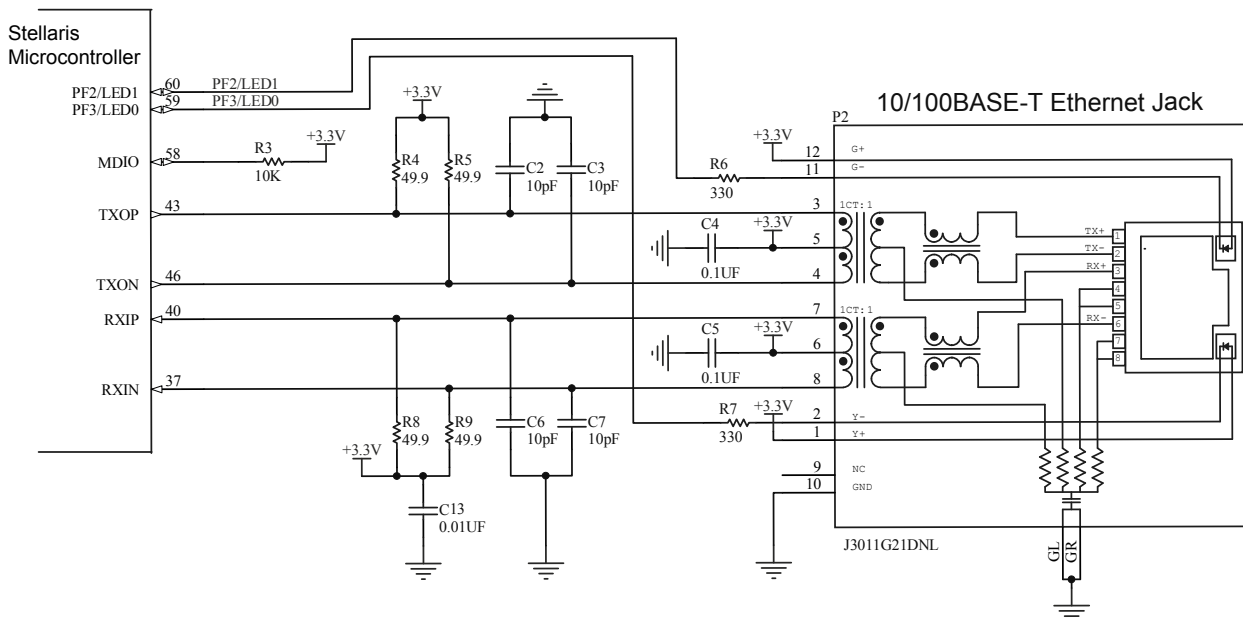 Stellaris
Microcontroller
PF2/LED1
60
PF2/LED1
PF3/LED0
59
PF3/LED0
MDIO
58
R3
10K
+3.3V
TXOP
43
TXON
46
RXIP
40
RXIN
37
+3.3V
R4
49.9
R5
49.9
C2
10pF
C3
10pF
10/100BASE-T Ethernet Jack
P2
+3.3V
12
G+
11
G-
R6
330
3
1CT:1
C4
+3.3V
5
0.1UF
4
7
1CT:1
C5
+3.3V
6
0.1UF
8
TX+
1
TX-
2
RX+
3
4
5
RX-
6
7
8
R8
49.9
R9
49.9
C6
10pF
C7
10pF
+3.3V
C13
0.01UF
R7
330
+3.3V
2
Y-
1
Y+
9
NC
10
GND
J3011G21DNL
GL
GR